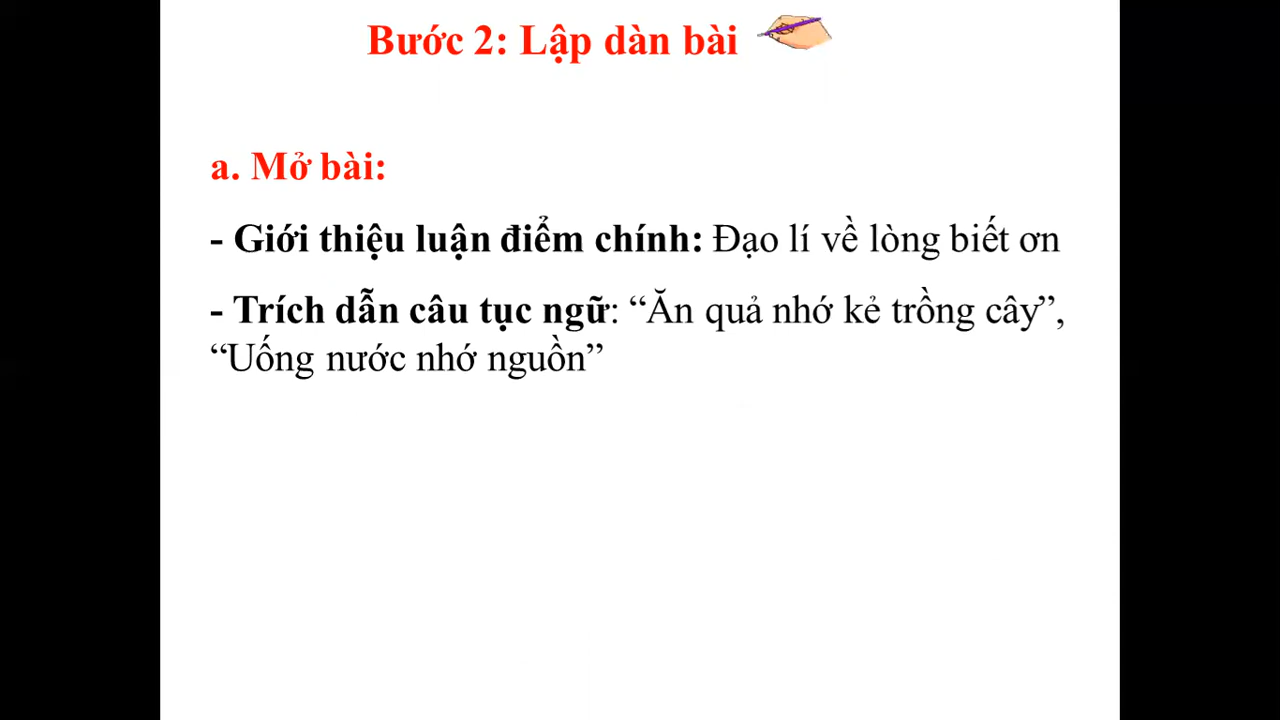 Bước 2: Lập dàn bài
a. Mở bài:
- Giới thiệu luận điểm chính: Đạo lí về lòng biết ơn
- Trích dẫn câu tục ngữ: “Ăn quả nhớ kẻ trồng cây”,
“Uống nước nhớ nguồn”